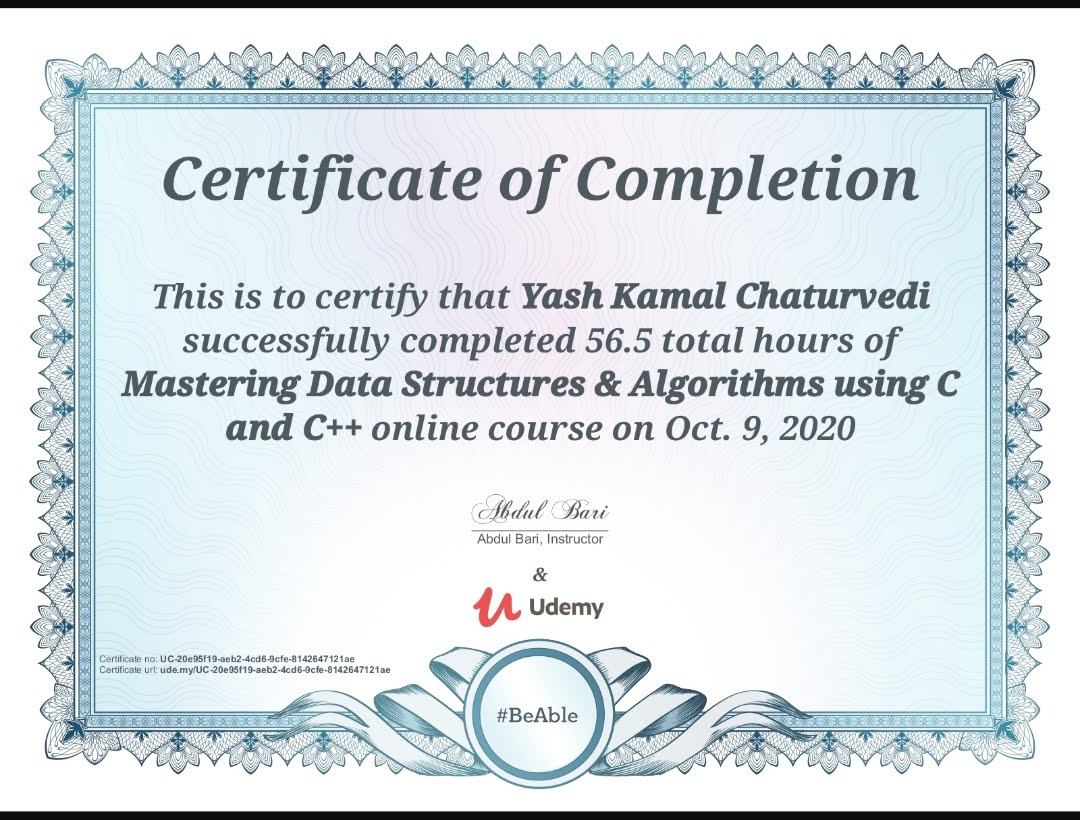 Certificate of Completion
This is to certify that Yash Kamal Chaturvedi
successfully completed 56.5 total hours of
Mastering Data Structures & Algorithms using C
and C++ online course on Oct. 9, 2020
Abdul Bari
Abdul Bari, Instructor
&
Udemy
Certificate no: UC-20e95f19-aeb2-4cd6-9cfe-8142647121ae
Certificate url: ude.my/UC-20e95f19-aeb2-4cd6-9cfe-8142647121ae
#BeAble